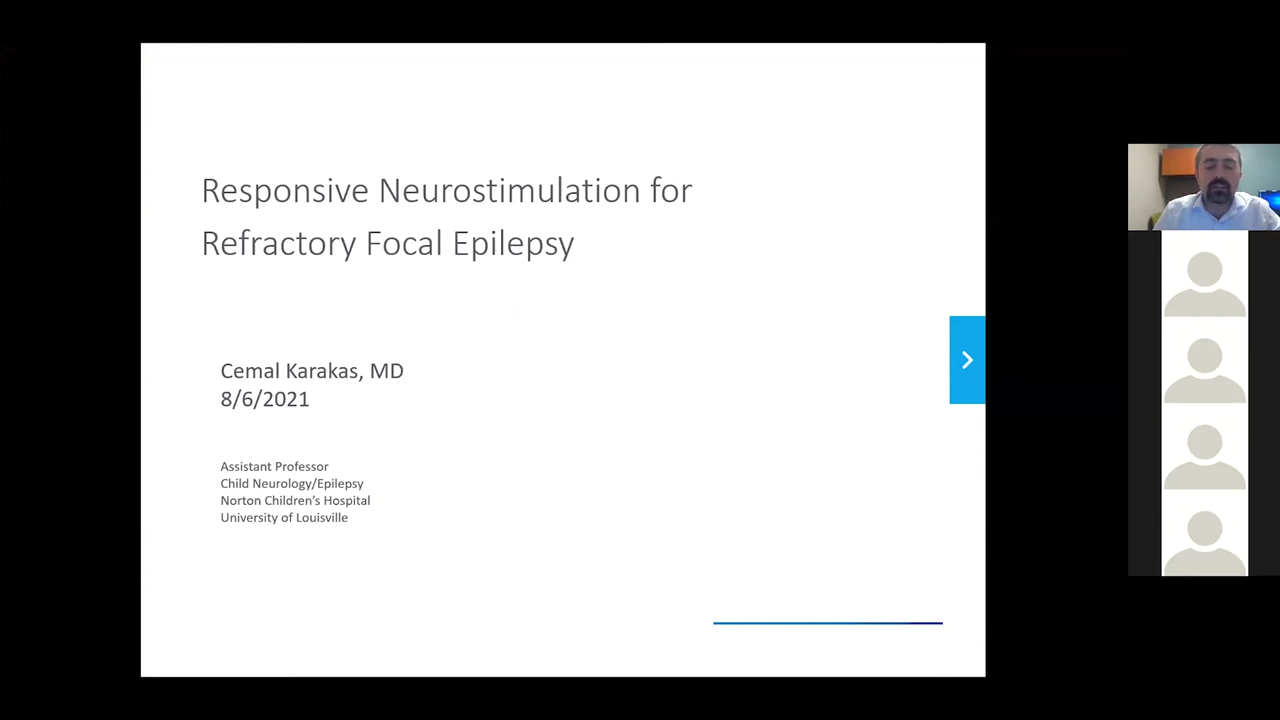 Responsive Neurostimulation for
Refractory Focal Epilepsy
Cemal Karakas, MD
8/6/2021
Assistant Professor
Child Neurology/Epilepsy
Norton Children’s Hospital
University of Louisville